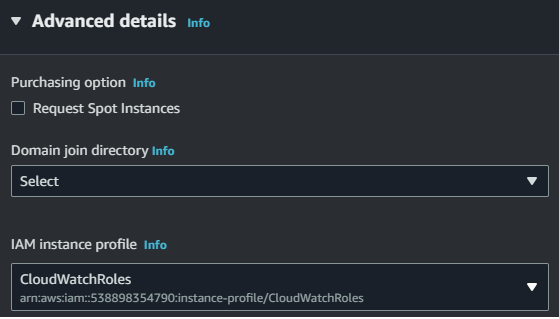 Advanced details Info
Purchasing option Info
Request Spot Instances
Domain join directory Info
Select
IAM instance profile Info
CloudWatchRoles
arn:aws:iam::538898354790:instance-profile/CloudWatchRoles